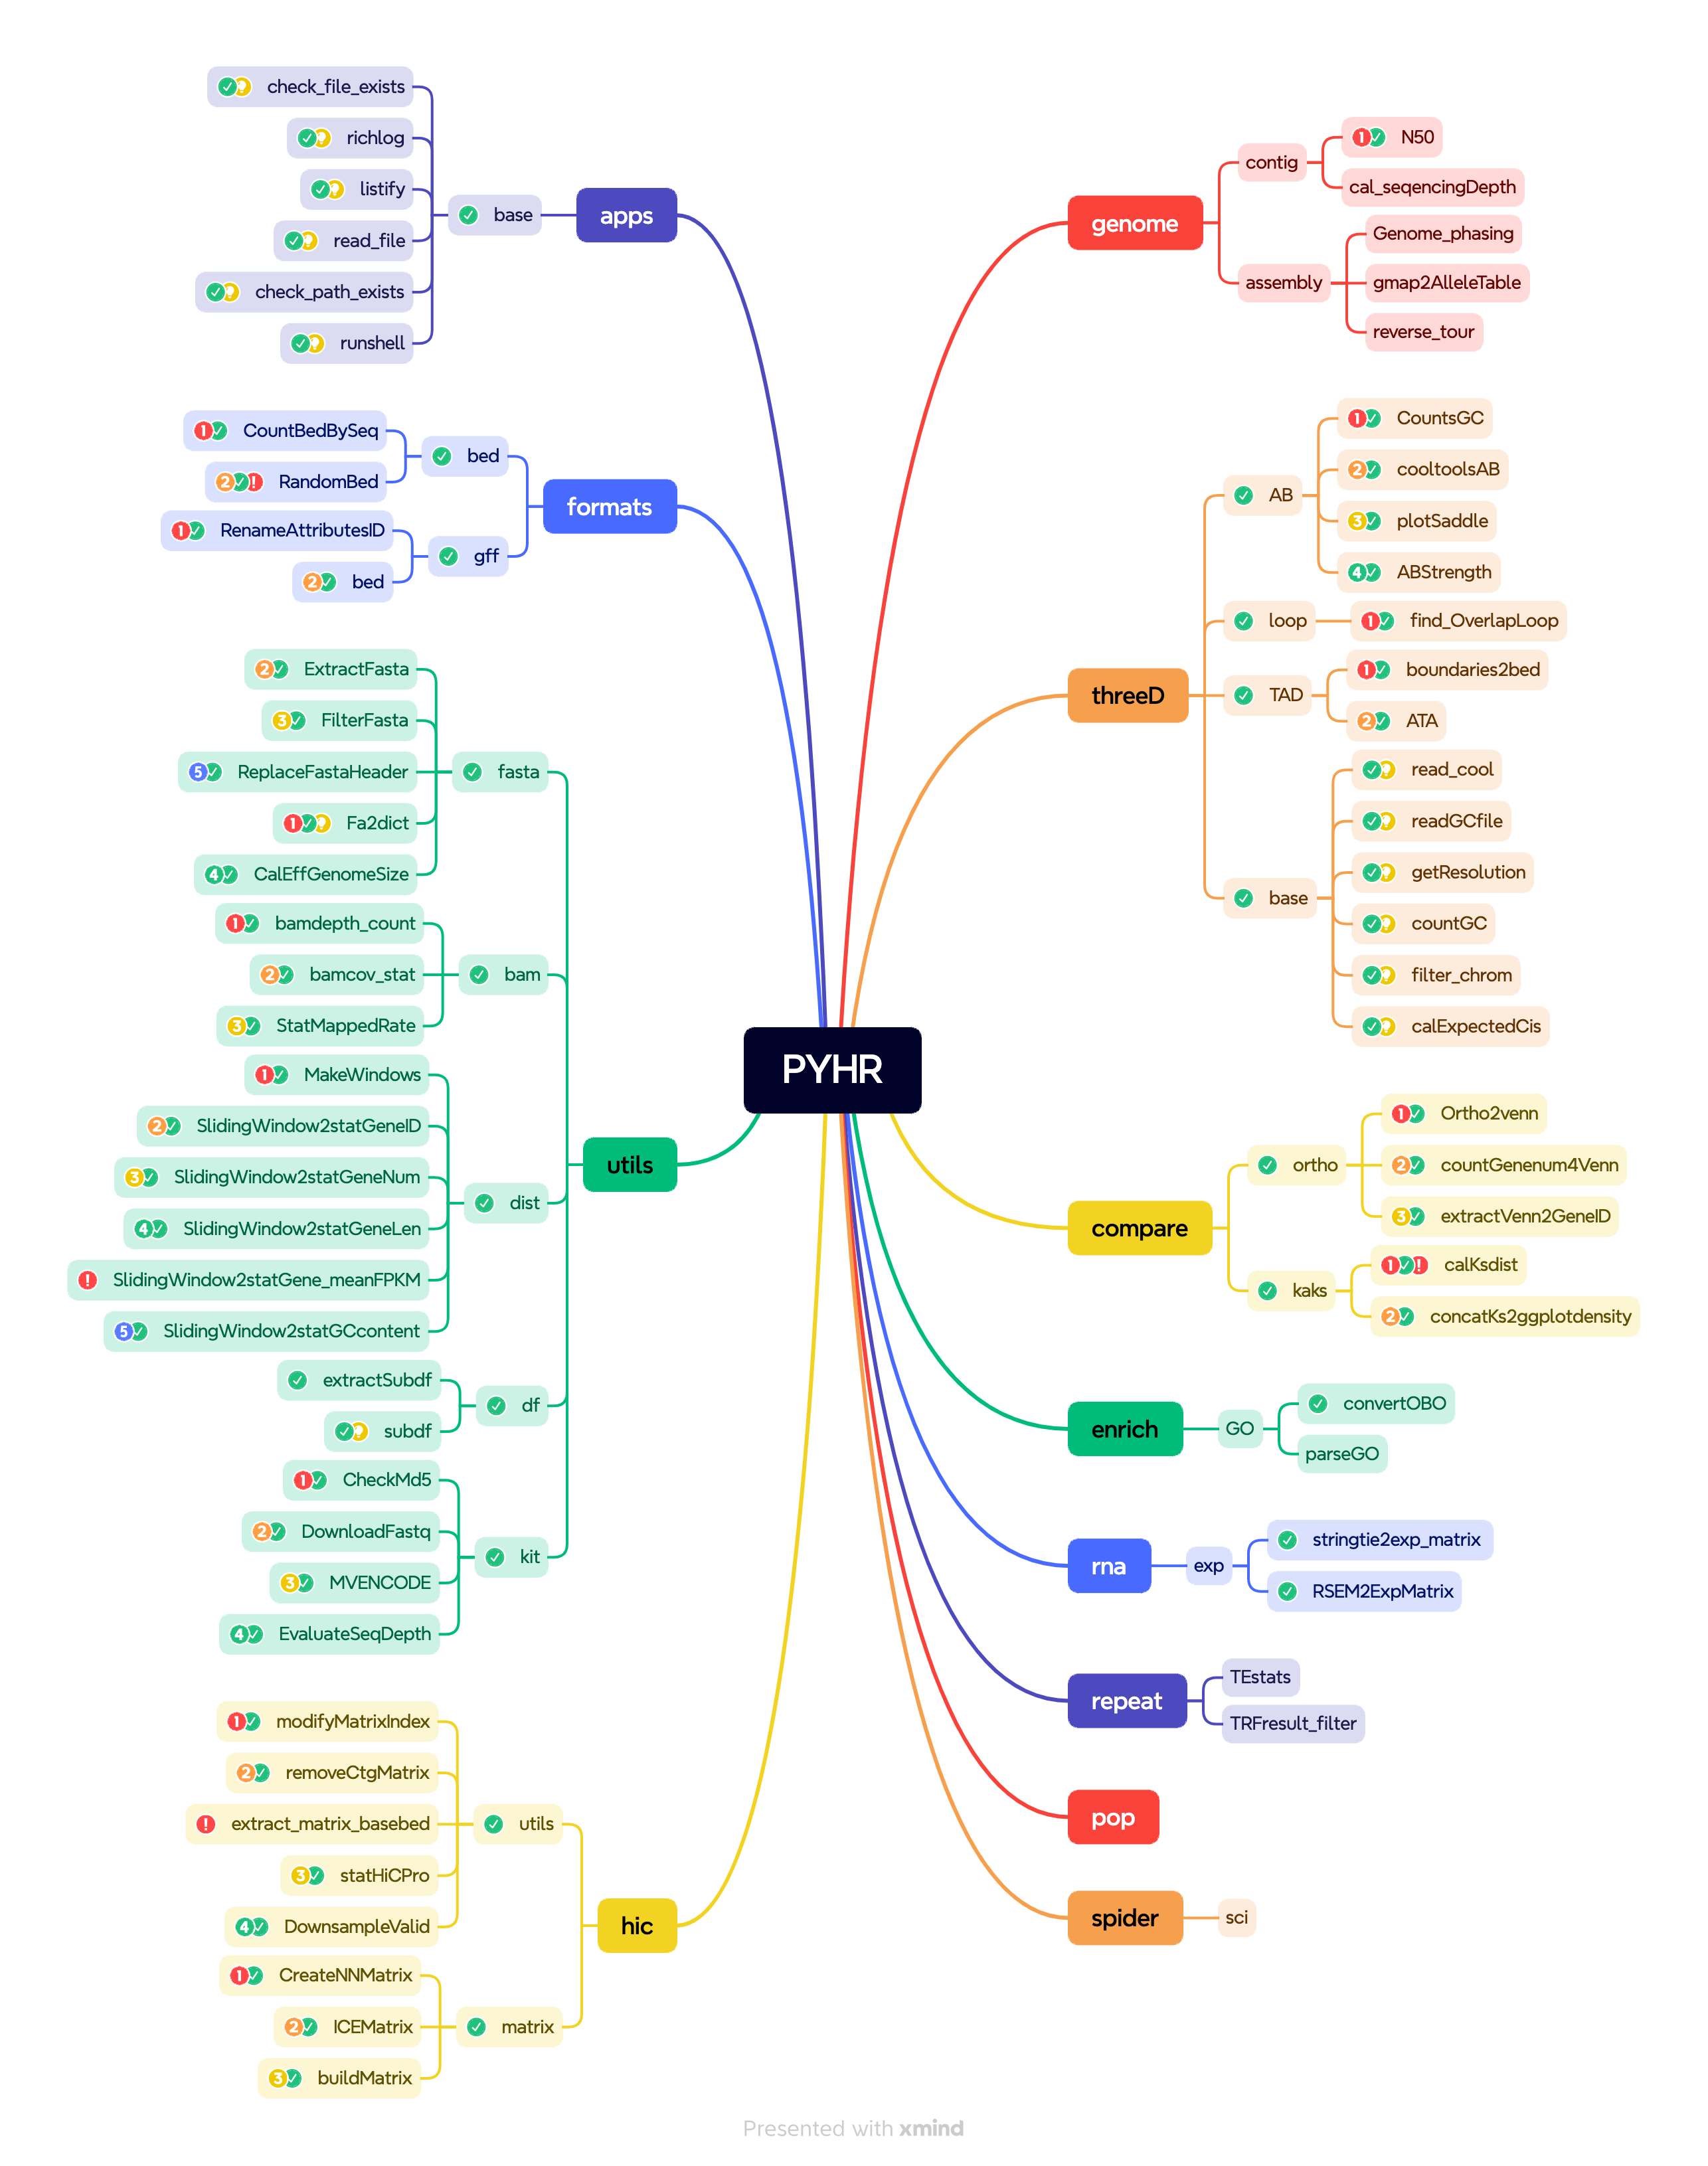 PYHR
genome
contig
1 N50
cal_seqencingDepth
assembly
Genome_phasing
gmap2AlleleTable
reverse_tour
threeD
AB
1 CountsGC
2 cooltoolsAB
3 plotSaddle
4 ABStrength
loop
1 find_OverlapLoop
TAD
1 boundaries2bed
2 ATA
base
read_cool
readGCfile
getResolution
countGC
filter_chrom
calExpectedCis
compare
ortho
1 Ortho2venn
2 countGenenum4Venn
3 extractVenn2GeneID
kaks
1 ! calKsdist
2 concatKs2ggplotdensity
enrich
GO
convertOBO
parseGO
rna
exp
stringtie2exp_matrix
RSEM2ExpMatrix
repeat
TEstats
TRFresult_filter
pop
spider
sci
apps
base
check_file_exists
richlog
listify
read_file
check_path_exists
runshell
formats
bed
1 CountBedBySeq
2 ! RandomBed
gff
1 RenameAttributesID
2 bed
utils
fasta
2 ExtractFasta
3 FilterFasta
5 ReplaceFastaHeader
1 Fa2dict
4 CalEffGenomeSize
bam
1 bamdepth_count
2 bamcov_stat
3 StatMappedRate
dist
1 MakeWindows
2 SlidingWindow2statGeneID
3 SlidingWindow2statGeneNum
4 SlidingWindow2statGeneLen
! SlidingWindow2statGene_meanFPKM
5 SlidingWindow2statGCcontent
df
extractSubdf
subdf
kit
1 CheckMd5
2 DownloadFastq
3 MVENCODE
4 EvaluateSeqDepth
hic
utils
1 modifyMatrixIndex
2 removeCtgMatrix
! extract_matrix_basebed
3 statHiCPro
4 DownsampleValid
matrix
1 CreateNNMatrix
2 ICEMatrix
3 buildMatrix
Presented with xmind